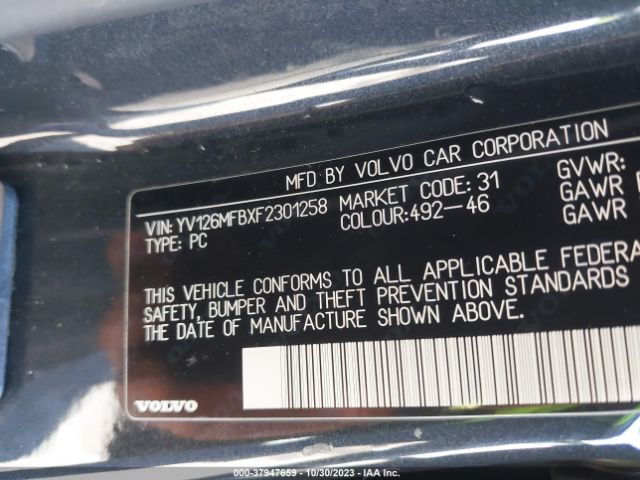 MFD BY VOLVO CAR CORPORATION
VIN: YV126MFBXF2301258 MARKET CODE: 31 GVWR:
TYPE: PC COLOUR:492-46 GAWR
GAWR
THIS VEHICLE CONFORMS TO ALL APPLICABLE FEDERA
SAFETY, BUMPER AND THEFT PREVENTION STANDARDS
THE DATE OF MANUFACTURE SHOWN ABOVE.
VOLVO
000-37947659 - 10/30/2023 - IAA Inc.